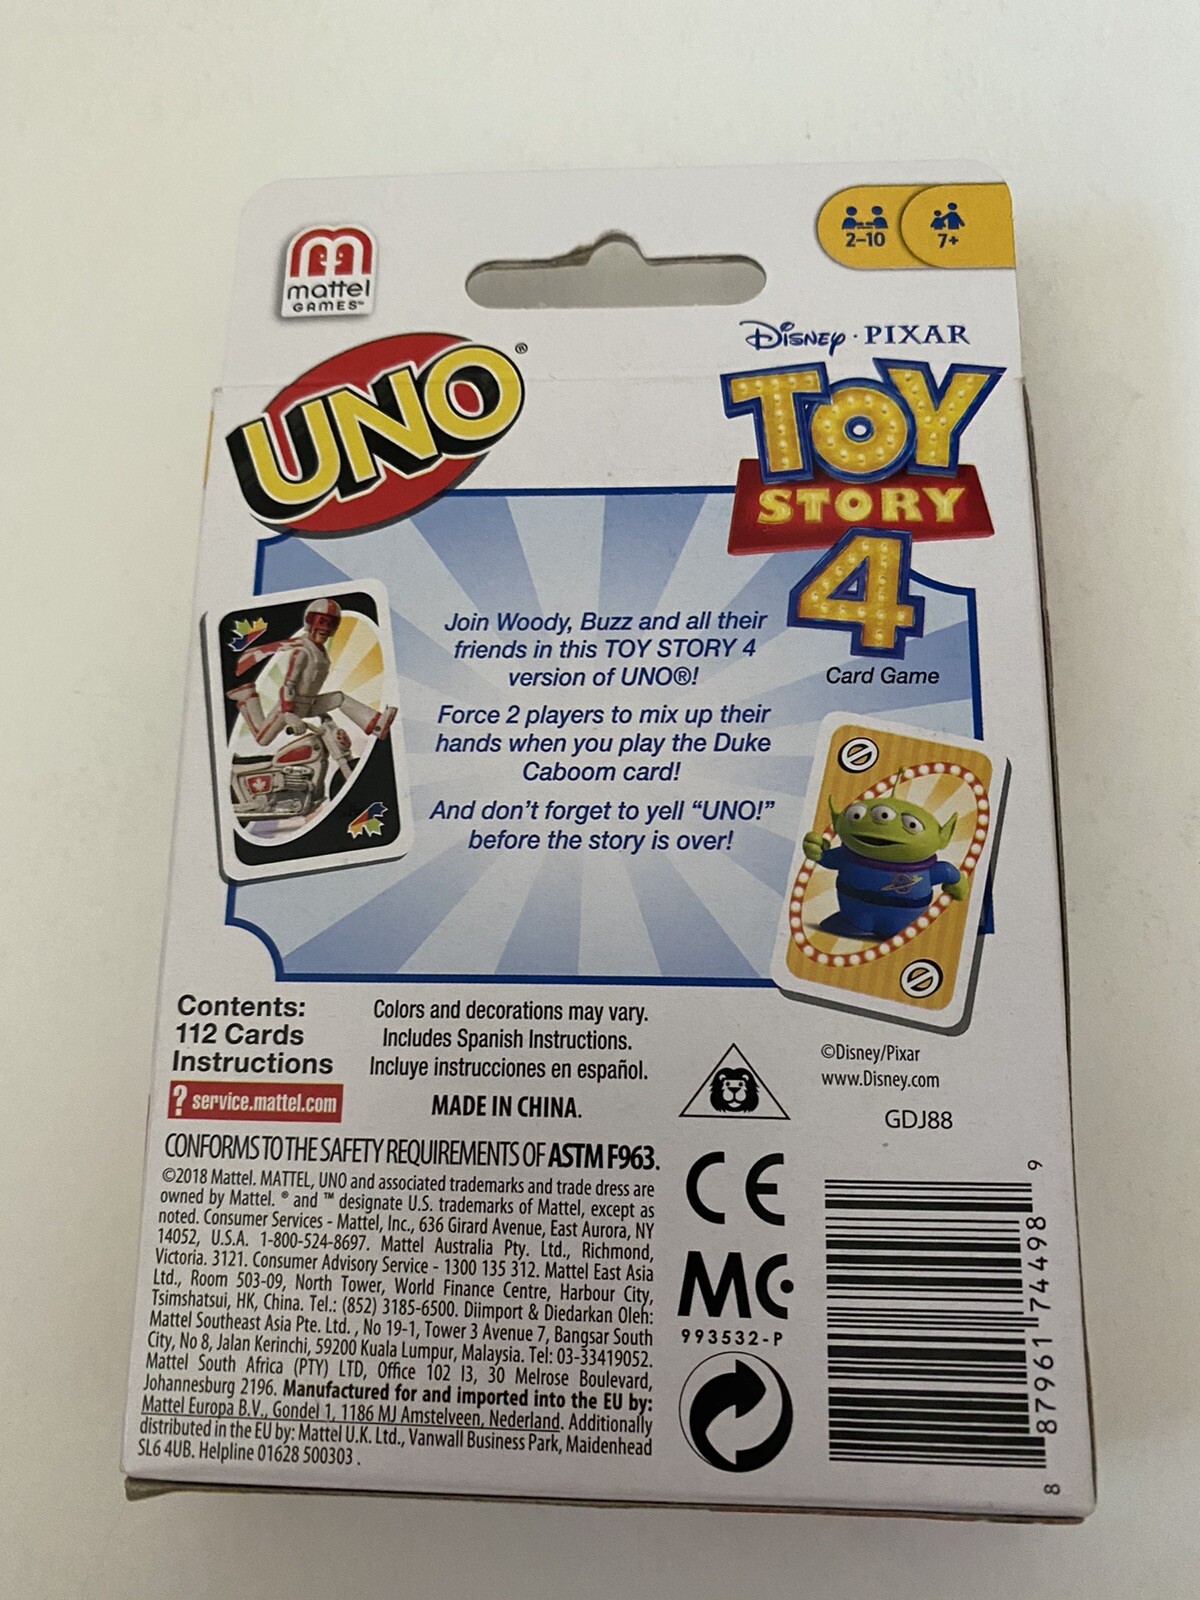 mattel
GAMES™
2-10
7+
UNO®
Disney · PIXAR
TOY
STORY
4
Card Game
Join Woody, Buzz and all their
friends in this TOY STORY 4
version of UNO®!
Force 2 players to mix up their
hands when you play the Duke
Caboom card!
And don't forget to yell “UNO!”
before the story is over!
Contents:
112 Cards
Instructions
? service.mattel.com
Colors and decorations may vary.
Includes Spanish Instructions.
Incluye instrucciones en español.
MADE IN CHINA.
©Disney/Pixar
www.Disney.com
GDJ88
CONFORMS TO THE SAFETY REQUIREMENTS OF ASTM F963.
©2018 Mattel. MATTEL, UNO and associated trademarks and trade dress are
owned by Mattel. ® and ™ designate U.S. trademarks of Mattel, except as
noted. Consumer Services - Mattel, Inc., 636 Girard Avenue, East Aurora, NY
14052, U.S.A. 1-800-524-8697. Mattel Australia Pty. Ltd., Richmond,
Victoria. 3121. Consumer Advisory Service - 1300 135 312. Mattel East Asia
Ltd., Room 503-09, North Tower, World Finance Centre, Harbour City,
Tsimshatsui, HK, China. Tel.: (852) 3185-6500. Diimport & Diedarkan Oleh:
Mattel Southeast Asia Pte. Ltd. , No 19-1, Tower 3 Avenue 7, Bangsar South
City, No 8, Jalan Kerinchi, 59200 Kuala Lumpur, Malaysia. Tel: 03-33419052.
Mattel South Africa (PTY) LTD, Office 102 I3, 30 Melrose Boulevard,
Johannesburg 2196. Manufactured for and imported into the EU by:
Mattel Europa B.V., Gondel 1, 1186 MJ Amstelveen, Nederland. Additionally
distributed in the EU by: Mattel U.K. Ltd., Vanwall Business Park, Maidenhead
SL6 4UB. Helpline 01628 500303 .
CE
MC
993532-P
8 87961 74498 6